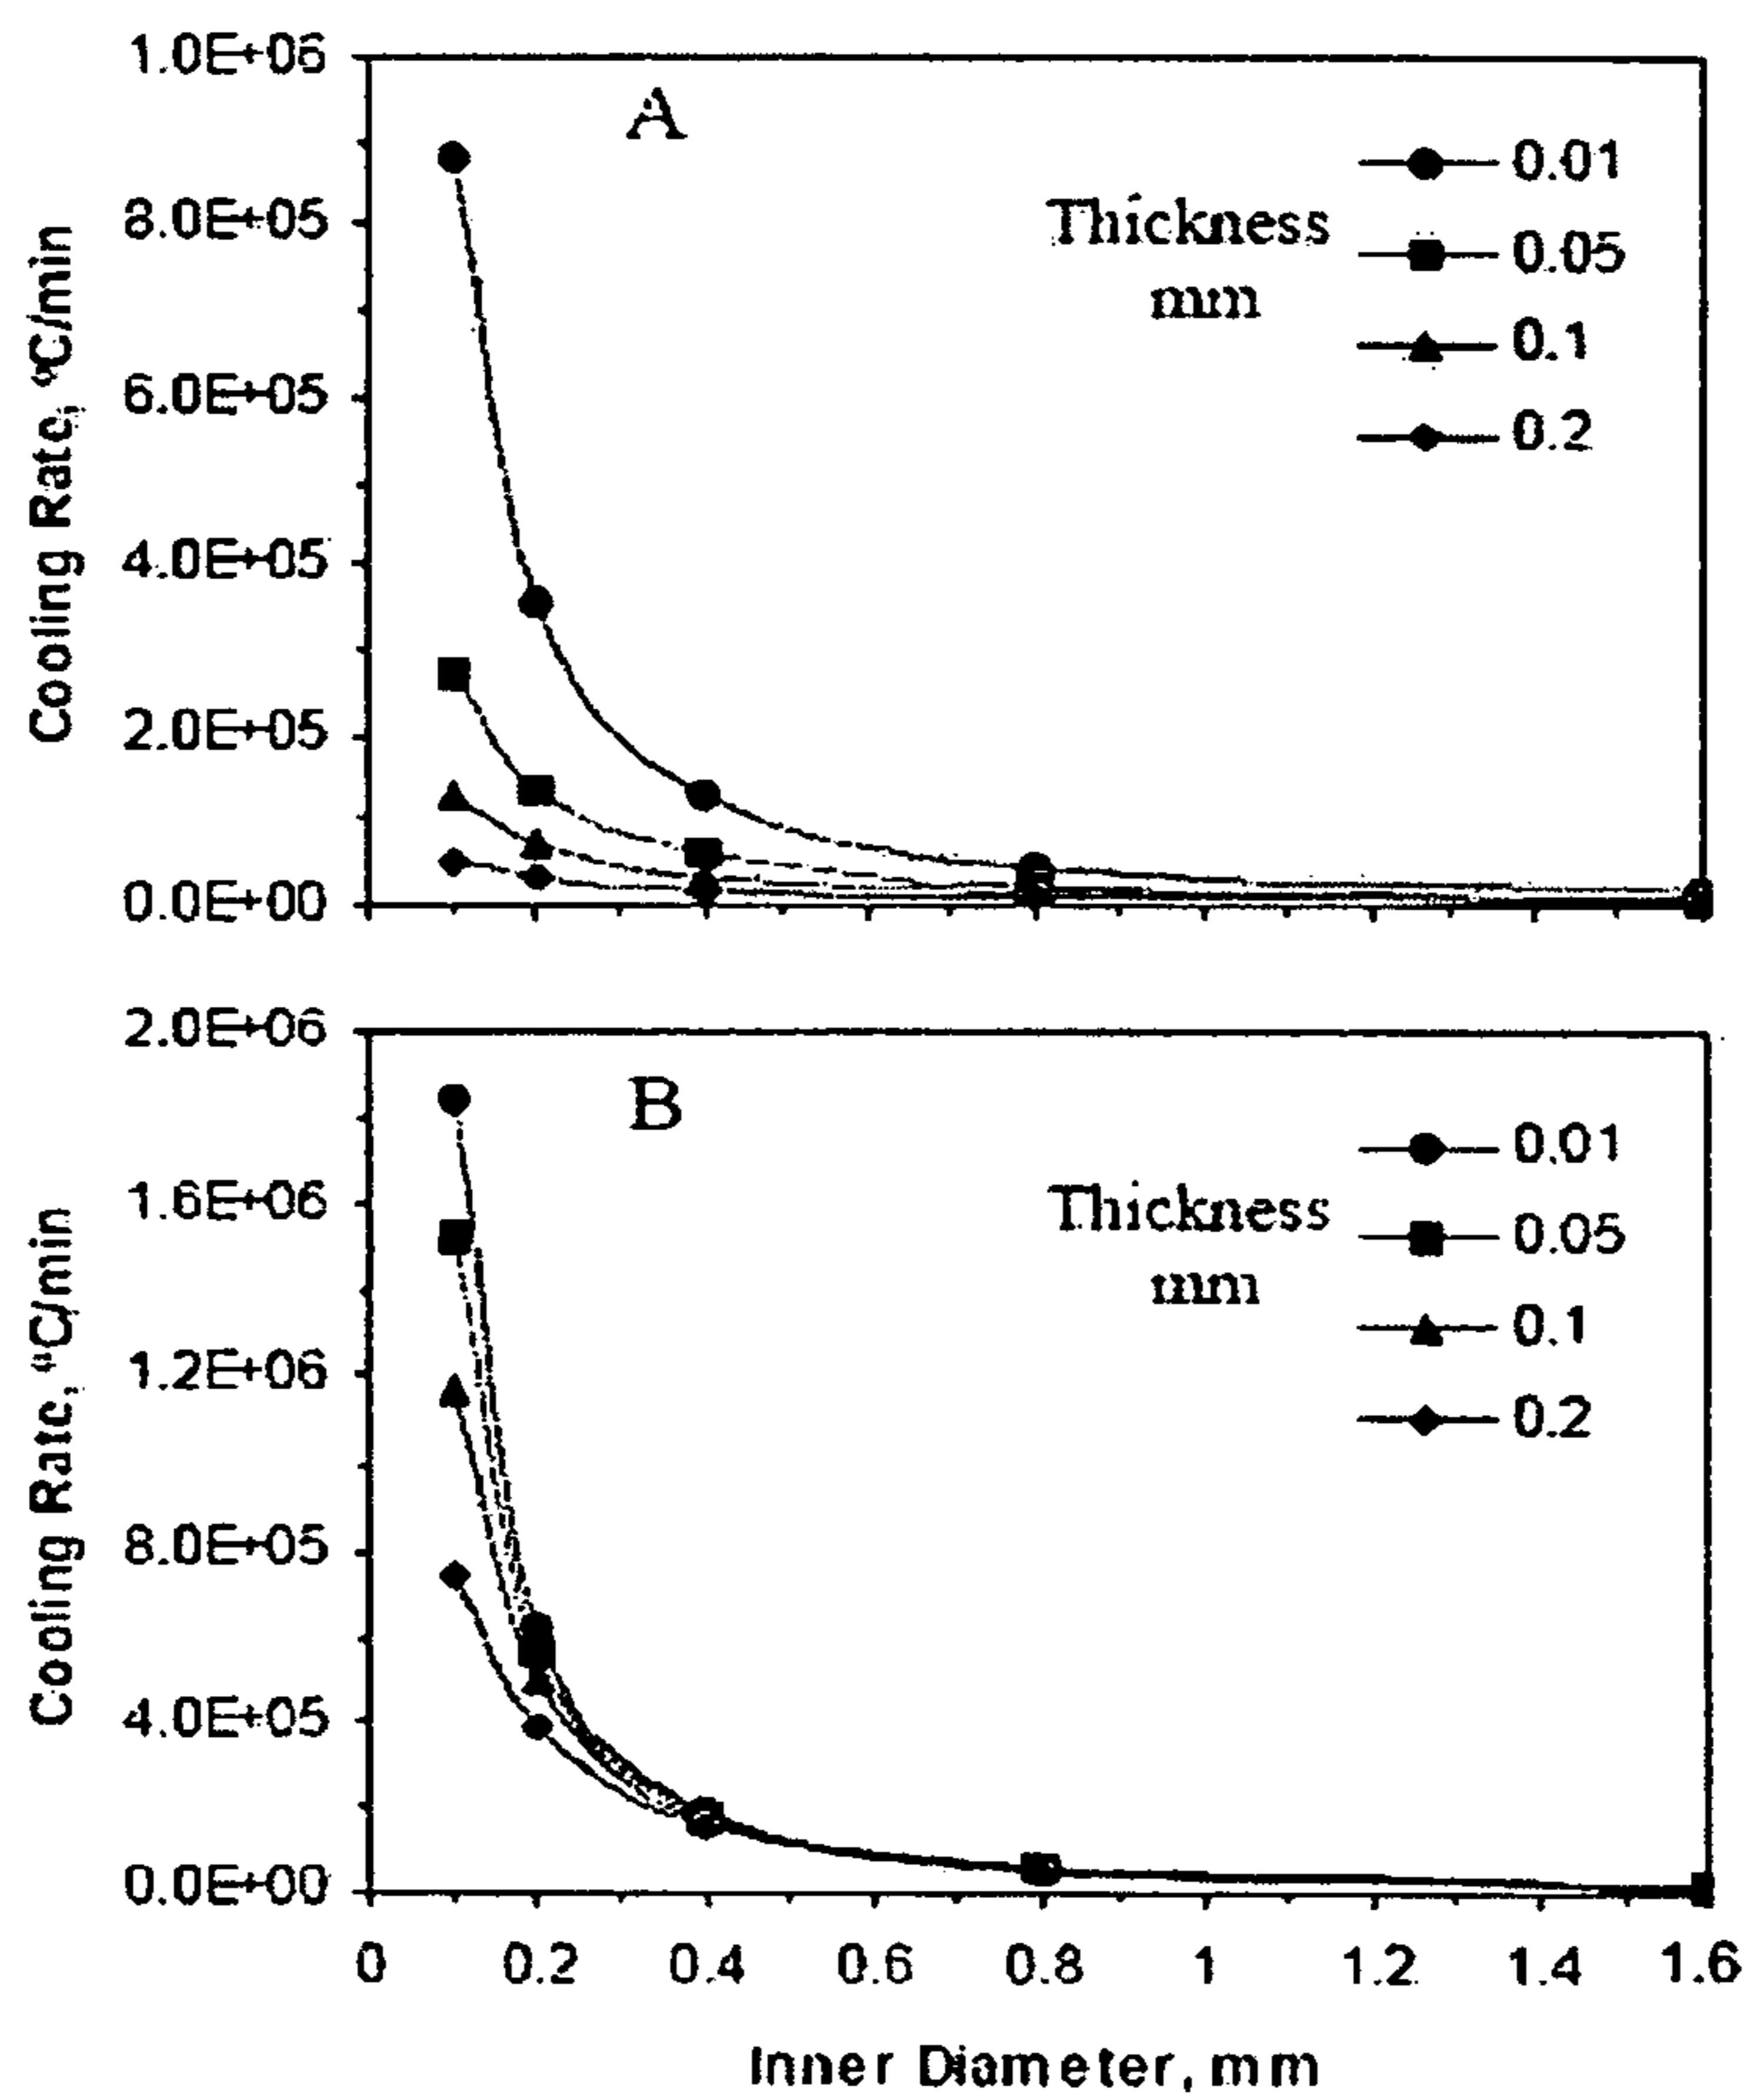 1.0E+06
8.0E+05
6.0E+05
4.0E+05
2.0E+05
0.0E+00
Cooling Rate, °C/min
A
Thickness
mm
0.01
0.05
0.1
0.2
2.0E+06
1.6E+06
1.2E+06
8.0E+05
4.0E+05
0.0E+00
Cooling Rate, °C/min
B
Thickness
mm
0.01
0.05
0.1
0.2
0 0.2 0.4 0.6 0.8 1 1.2 1.4 1.6
Inner Diameter, mm